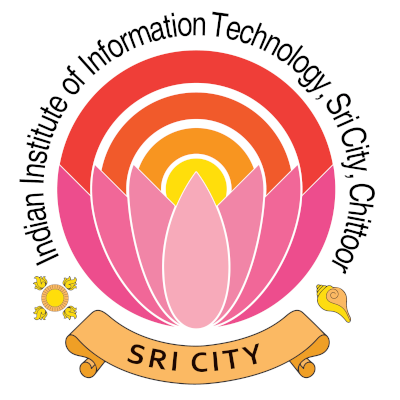 Indian Institute of Information Technology, Sri City, Chittoor
SRI CITY